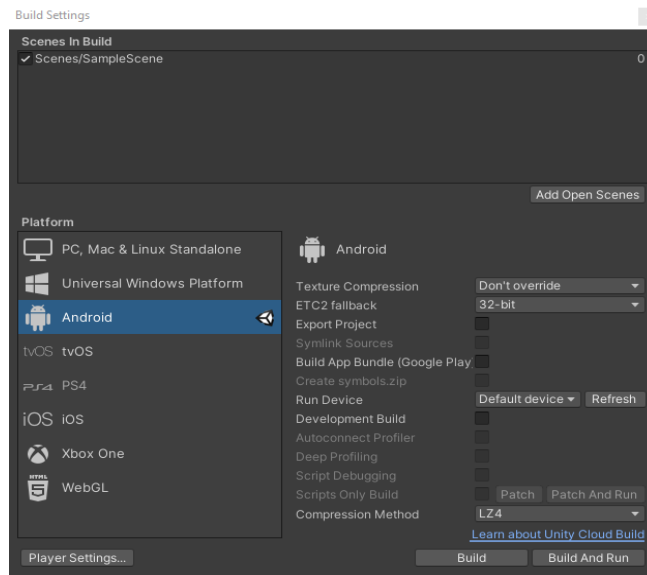 Build Settings
Scenes In Build
Scenes/SampleScene 0
Add Open Scenes
Platform
PC, Mac & Linux Standalone
Universal Windows Platform
Android
tvOS tvOS
PS4 PS4
iOS iOS
Xbox One
HTML 5 WebGL
Android
Texture Compression Don't override
ETC2 fallback 32-bit
Export Project
Symlink Sources
Build App Bundle (Google Play
Create symbols.zip
Run Device Default device Refresh
Development Build
Autoconnect Profiler
Deep Profiling
Script Debugging
Scripts Only Build Patch Patch And Run
Compression Method LZ4
Learn about Unity Cloud Build
Player Settings... Build Build And Run